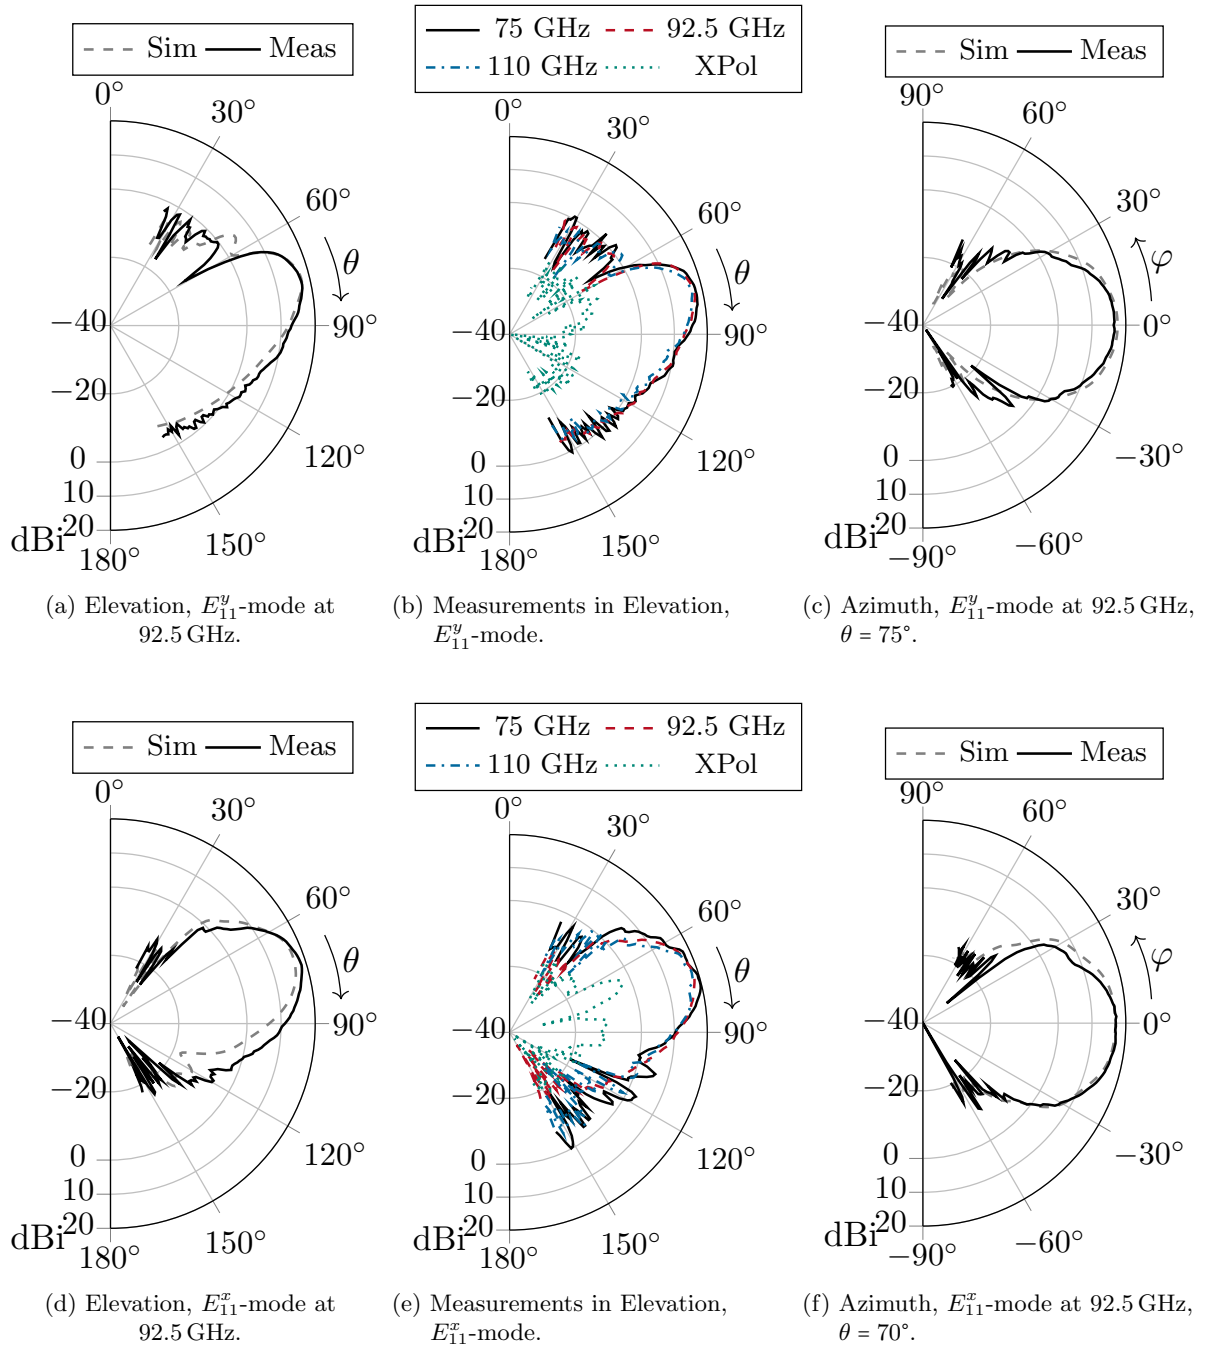 Sim Meas
75 GHz 92.5 GHz
110 GHz XPol
Sim Meas
0° 30° 60° θ 90° 120° 150° 180°
−40 −20 0 10 20 dBi
0° 30° 60° θ 90° 120° 150° 180°
−40 −20 0 10 20 dBi
90° 60° 30° φ 0° −30° −60° −90°
−20 0 10 20 dBi
(a) Elevation, E^y_11-mode at
92.5 GHz.
(b) Measurements in Elevation,
E^y_11-mode.
(c) Azimuth, E^y_11-mode at 92.5 GHz,
θ = 75°.
Sim Meas
75 GHz 92.5 GHz
110 GHz XPol
Sim Meas
0° 30° 60° θ 90° 120° 150° 180°
−40 −20 0 10 20 dBi
0° 30° 60° θ 90° 120° 150° 180°
−40 −20 0 10 20 dBi
90° 60° 30° φ 0° −30° −60° −90°
−40 −20 0 10 20 dBi
(d) Elevation, E^x_11-mode at
92.5 GHz.
(e) Measurements in Elevation,
E^x_11-mode.
(f) Azimuth, E^x_11-mode at 92.5 GHz,
θ = 70°.